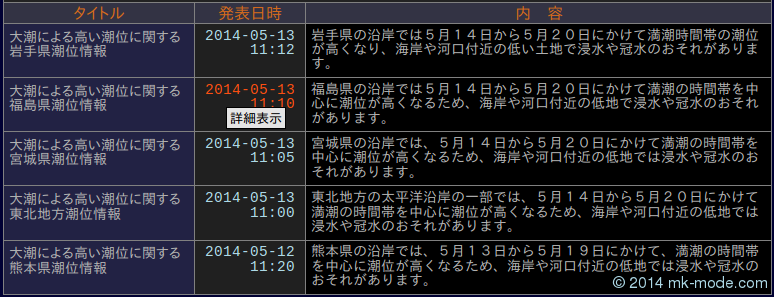 タイトル
発表日時
内　容
大潮による高い潮位に関する
岩手県潮位情報
2014-05-13
11:12
岩手県の沿岸では５月１４日から５月２０日にかけて満潮時間帯の潮位
が高くなり、海岸や河口付近の低い土地で浸水や冠水のおそれがありま
す。
大潮による高い潮位に関する
福島県潮位情報
2014-05-13
11:10
詳細表示
福島県の沿岸では、５月１４日から５月２０日にかけて満潮の時間帯を中
心に潮位が高くなるため、海岸や河口付近の低地で浸水や冠水のおそれ
があります。
大潮による高い潮位に関する
宮城県潮位情報
2014-05-13
11:05
宮城県の沿岸では、５月１４日から５月２０日にかけて満潮の時間帯
を中心に潮位が高くなるため、海岸や河口付近の低地では浸水や冠水のお
それがあります。
大潮による高い潮位に関する
東北地方潮位情報
2014-05-13
11:00
東北地方の太平洋沿岸の一部では、５月１４日から５月２０日にかけて
満潮の時間帯を中心に潮位が高くなるため、海岸や河口付近の低地では
浸水や冠水のおそれがあります。
大潮による高い潮位に関する
熊本県潮位情報
2014-05-12
11:20
熊本県の沿岸では、５月１３日から５月１９日にかけて、満潮の時間帯
を中心に潮位が高くなるため、海岸や河口付近の低地では浸水や冠水の
おそれがあります。
© 2014 mk-mode.com